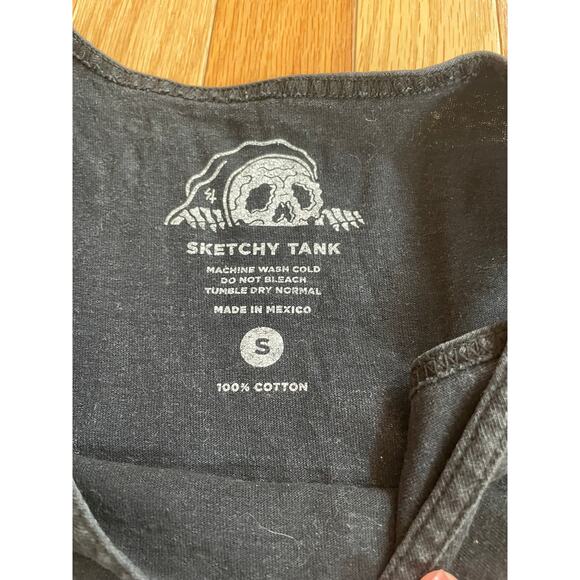 SKETCHY TANK
MACHINE WASH COLD
DO NOT BLEACH
TUMBLE DRY NORMAL
MADE IN MEXICO
S
100% COTTON